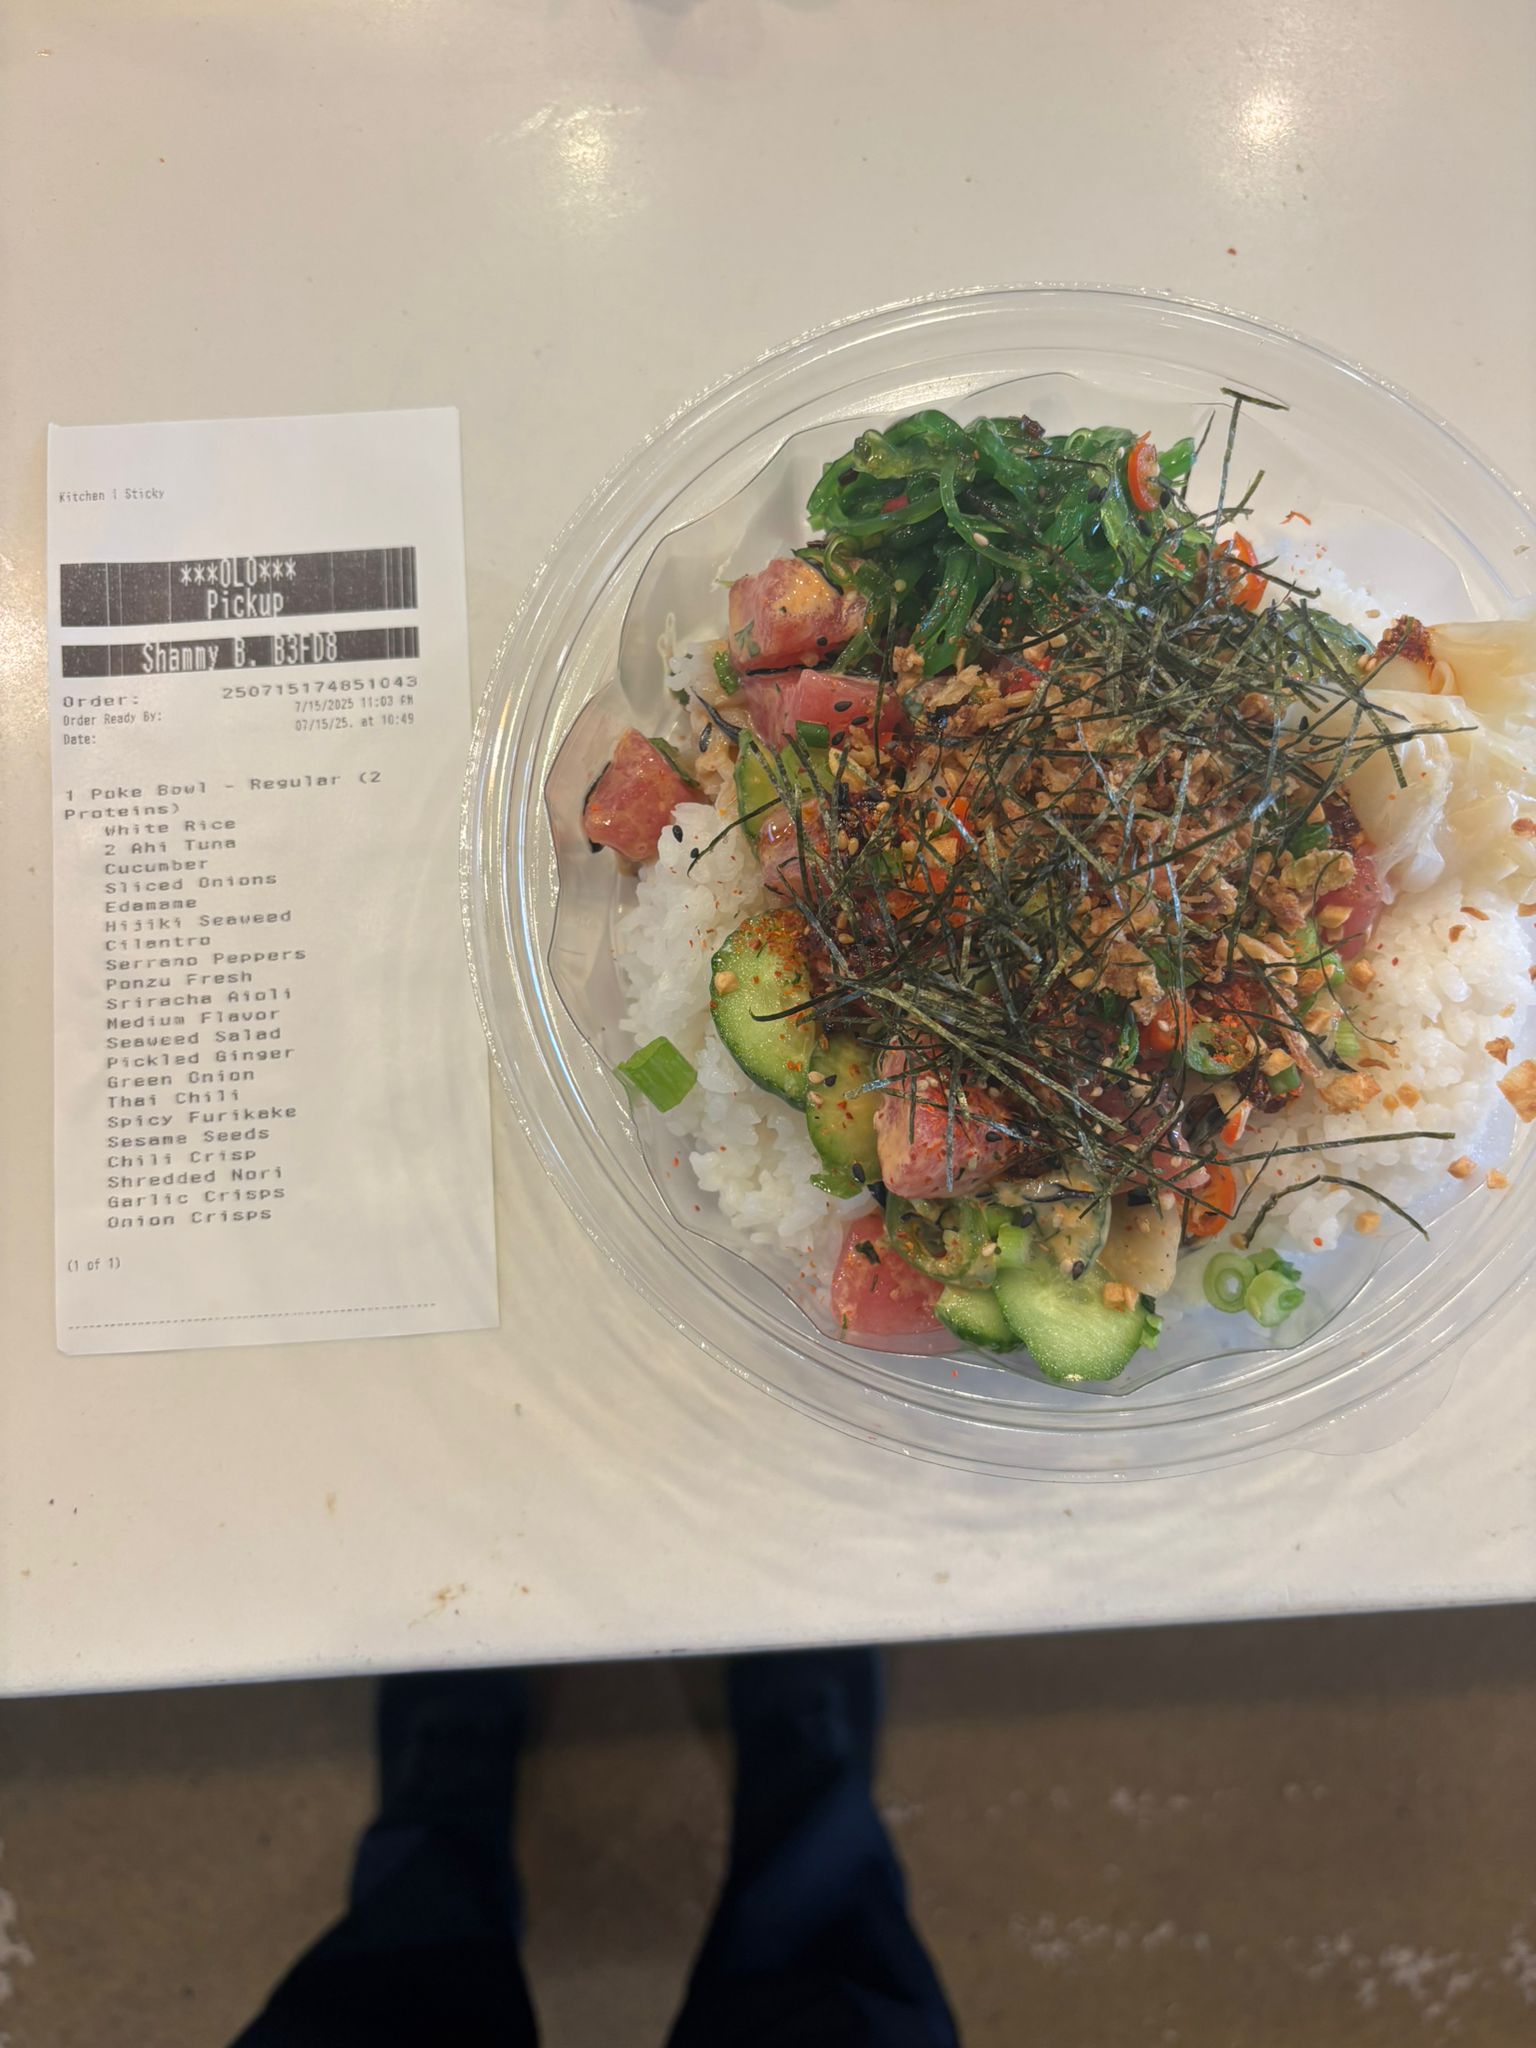 Kitchen 1 Sticky
***OLO***
Pickup
Shammy B. B3FD8
Order: 250715174851043
Order Ready By: 7/15/2025 11:03 AM
Date: 07/15/25. at 10:49
1 Poke Bowl - Regular (2
Proteins)
White Rice
2 Ahi Tuna
Cucumber
Sliced Onions
Edamame
Hijiki Seaweed
Cilantro
Serrano Peppers
Ponzu Fresh
Sriracha Aioli
Medium Flavor
Seaweed Salad
Pickled Ginger
Green Onion
Thai Chili
Spicy Furikake
Sesame Seeds
Chili Crisp
Shredded Nori
Garlic Crisps
Onion Crisps
(1 of 1)